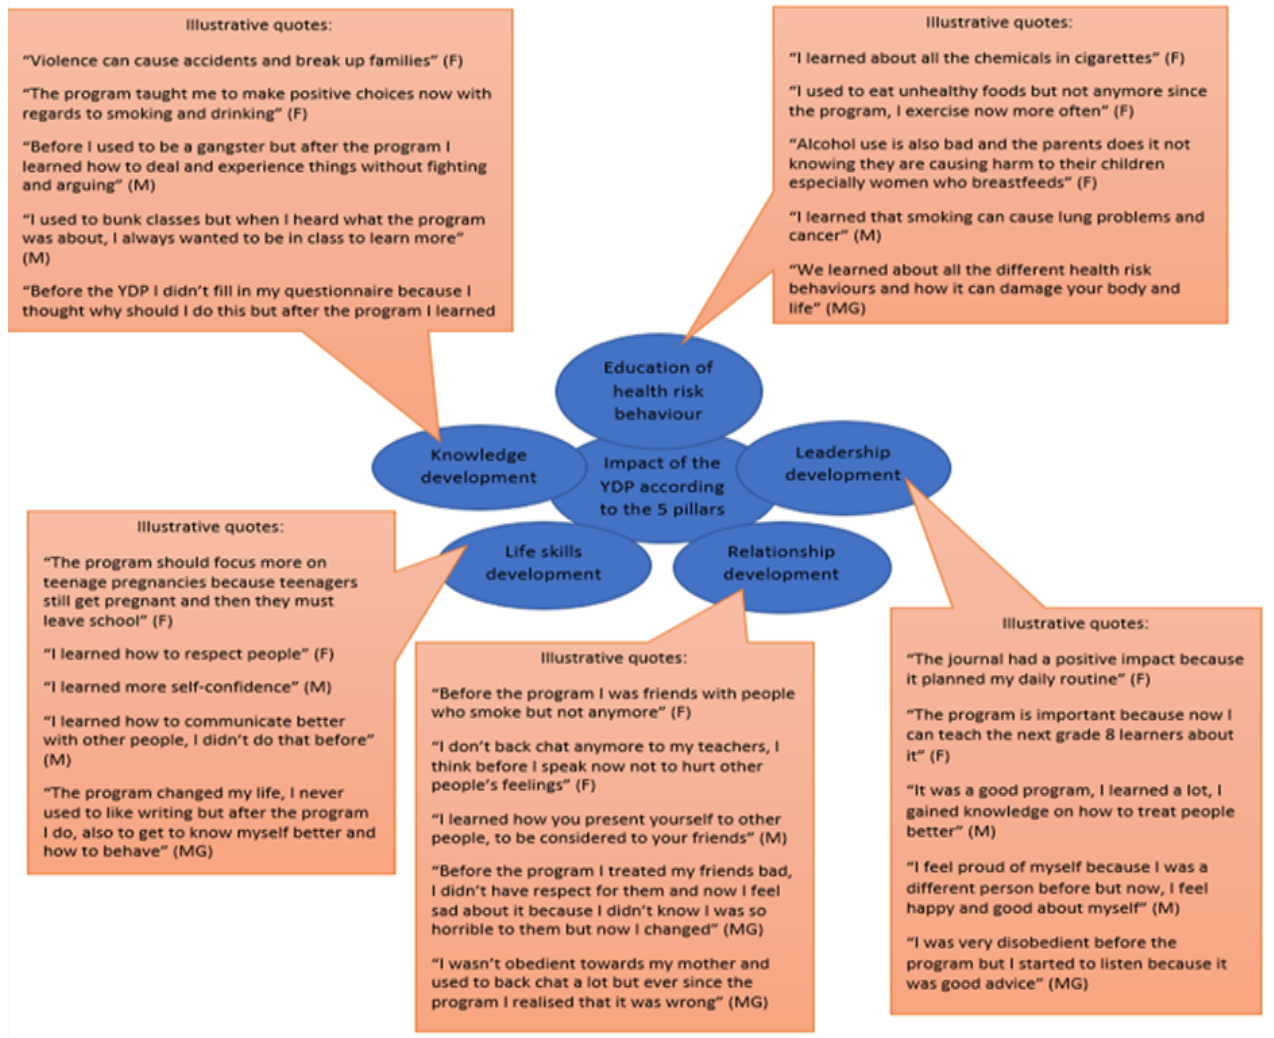 Illustrative quotes:
“Violence can cause accidents and break up families” (F)
“The program taught me to make positive choices now with
regards to smoking and drinking” (F)
“Before I used to be a gangster but after the program I
learned how to deal and experience things without fighting
and arguing” (M)
“I used to bunk classes but when I heard what the program
was about, I always wanted to be in class to learn more”
(M)
“Before the YDP I didn’t fill in my questionnaire because I
thought why should I do this but after the program I learned
Illustrative quotes:
“I learned about all the chemicals in cigarettes” (F)
“I used to eat unhealthy foods but not anymore since
the program, I exercise now more often” (F)
“Alcohol use is also bad and the parents does it not
knowing they are causing harm to their children
especially women who breastfeeds” (F)
“I learned that smoking can cause lung problems and
cancer” (M)
“We learned about all the different health risk
behaviours and how it can damage your body and
life” (MG)
Education of
health risk
behaviour
Knowledge
development
Impact of the
YDP according
to the 5 pillars
Leadership
development
Life skills
development
Relationship
development
Illustrative quotes:
“The program should focus more on
teenage pregnancies because teenagers
still get pregnant and then they must
leave school” (F)
“I learned how to respect people” (F)
“I learned more self-confidence” (M)
“I learned how to communicate better
with other people, I didn’t do that before”
(M)
“The program changed my life, I never
used to like writing but after the program
I do, also to get to know myself better and
how to behave” (MG)
Illustrative quotes:
“Before the program I was friends with people
who smoke but not anymore” (F)
“I don’t back chat anymore to my teachers, I
think before I speak now not to hurt other
people’s feelings” (F)
“I learned how you present yourself to other
people, to be considered to your friends” (M)
“Before the program I treated my friends bad,
I didn’t have respect for them and now I feel
sad about it because I didn’t know I was so
horrible to them but now I changed” (MG)
“I wasn’t obedient towards my mother and
used to back chat a lot but ever since the
program I realised that it was wrong” (MG)
Illustrative quotes:
“The journal had a positive impact because
it planned my daily routine” (F)
“The program is important because now I
can teach the next grade 8 learners about
it” (F)
“It was a good program, I learned a lot, I
gained knowledge on how to treat people
better” (M)
“I feel proud of myself because I was a
different person before but now, I feel
happy and good about myself” (M)
“I was very disobedient before the
program but I started to listen because it
was good advice” (MG)